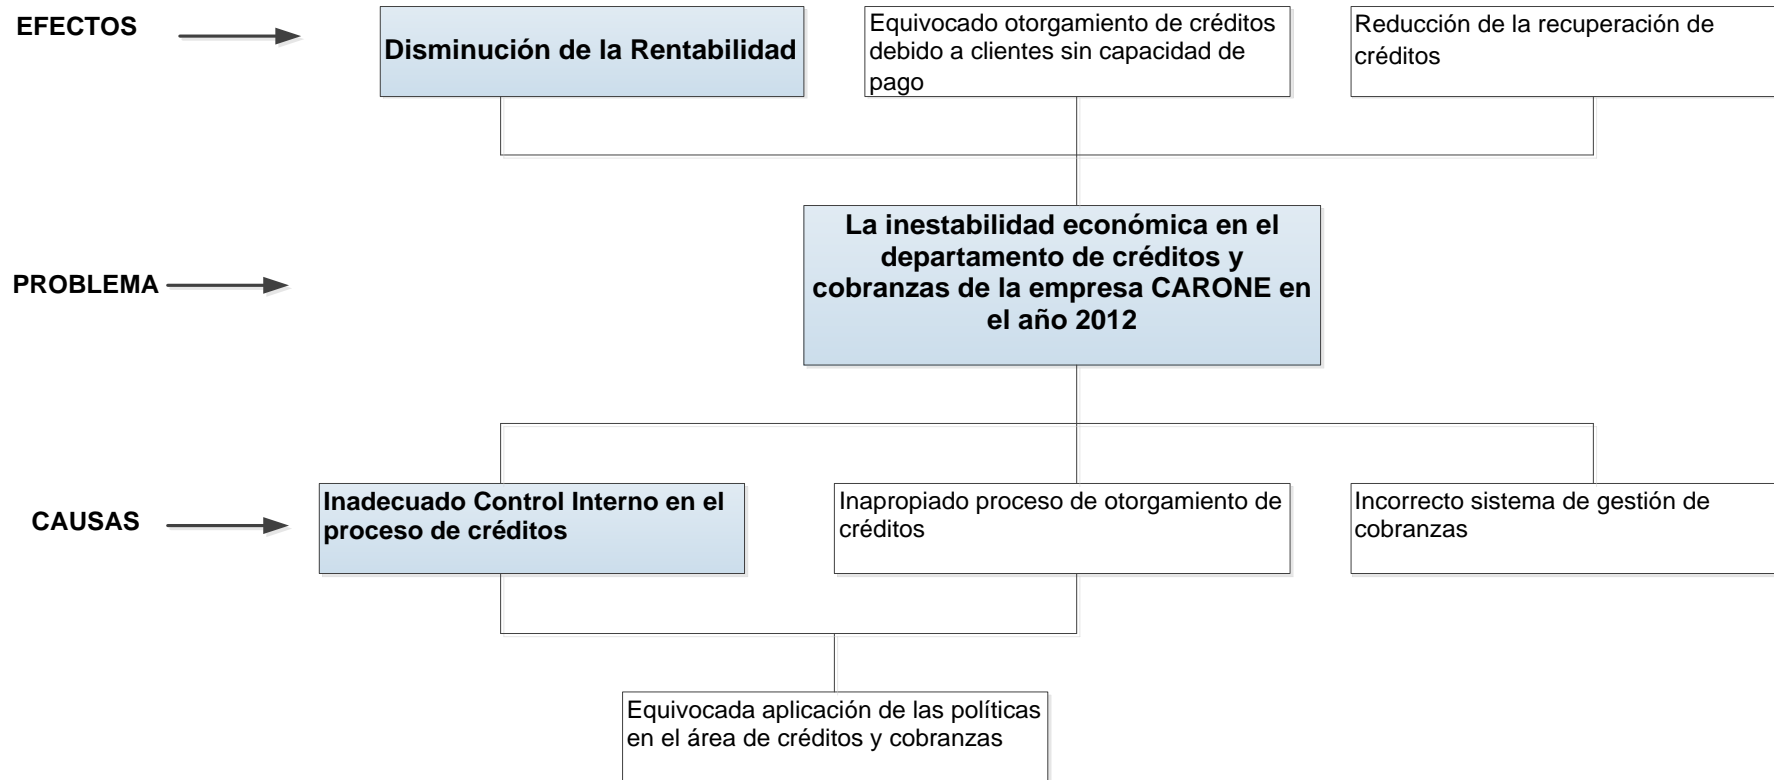 EFECTOS
Disminución de la Rentabilidad
Equivocado otorgamiento de créditos
debido a clientes sin capacidad de
pago
Reducción de la recuperación de
créditos
PROBLEMA
La inestabilidad económica en el
departamento de créditos y
cobranzas de la empresa CARONE en
el año 2012
CAUSAS
Inadecuado Control Interno en el
proceso de créditos
Inapropiado proceso de otorgamiento de
créditos
Incorrecto sistema de gestión de
cobranzas
Equivocada aplicación de las políticas
en el área de créditos y cobranzas